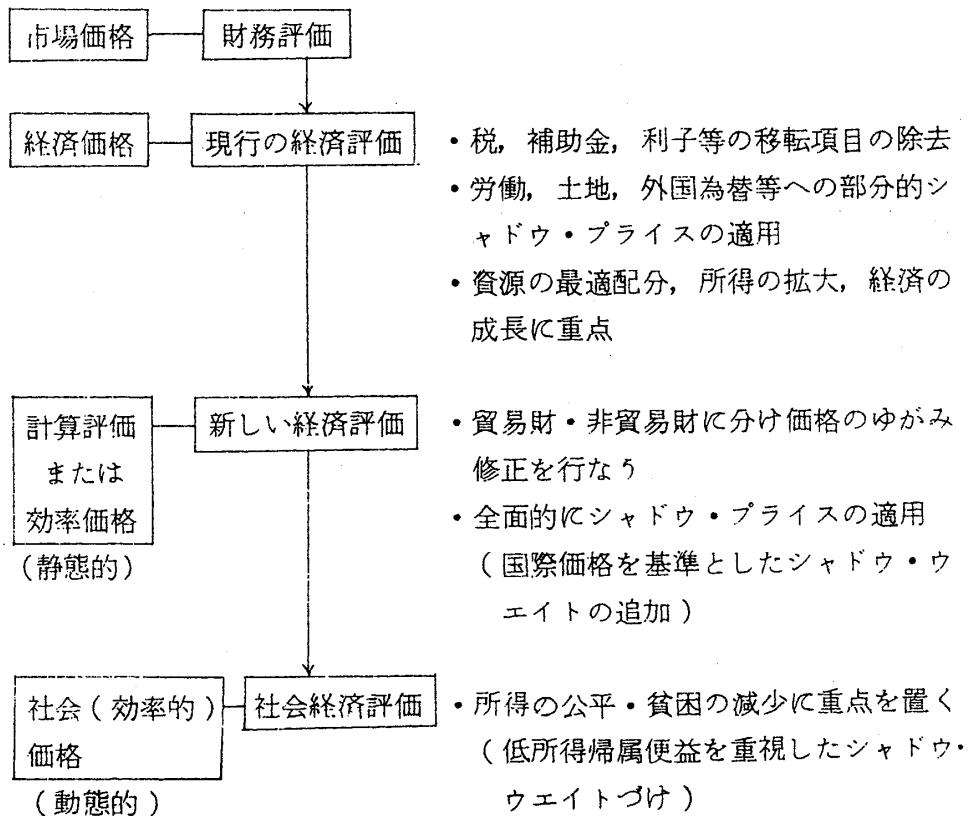 市場価格
財務評価
経済価格
現行の経済評価
・税，補助金，利子等の移転項目の除去
・労働，土地，外国為替等への部分的シ
ャドウ・プライスの適用
・資源の最適配分，所得の拡大，経済の
成長に重点
計算評価
または
効率価格
(静態的)
新しい経済評価
・貿易財・非貿易財に分け価格のゆがみ
修正を行なう
・全面的にシャドウ・プライスの適用
(国際価格を基準としたシャドウ・ウ
エイトの追加)
社会(効率的)
価格
(動態的)
社会経済評価
・所得の公平・貧困の減少に重点を置く
(低所得帰属便益を重視したシャドウ・
ウエイトづけ)